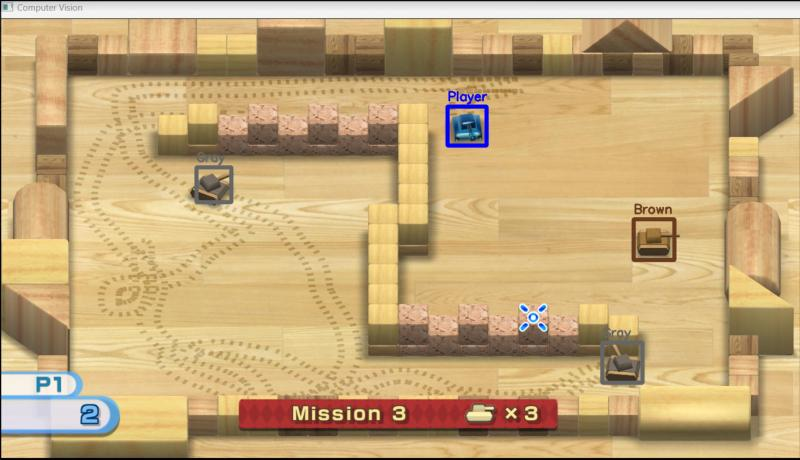 Computer Vision
Player
Gray
Brown
Gray
P1
2
Mission 3 × 3